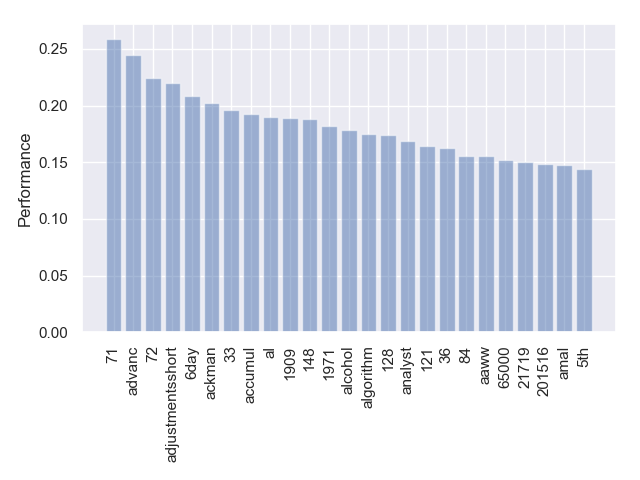 0.25
0.20
0.15
0.10
0.05
0.00
Performance
71
advanc
72
adjustmentsshort
6day
ackman
33
accumul
al
1909
148
1971
alcohol
algorithm
128
analyst
121
36
84
aaww
65000
21719
201516
amal
5th